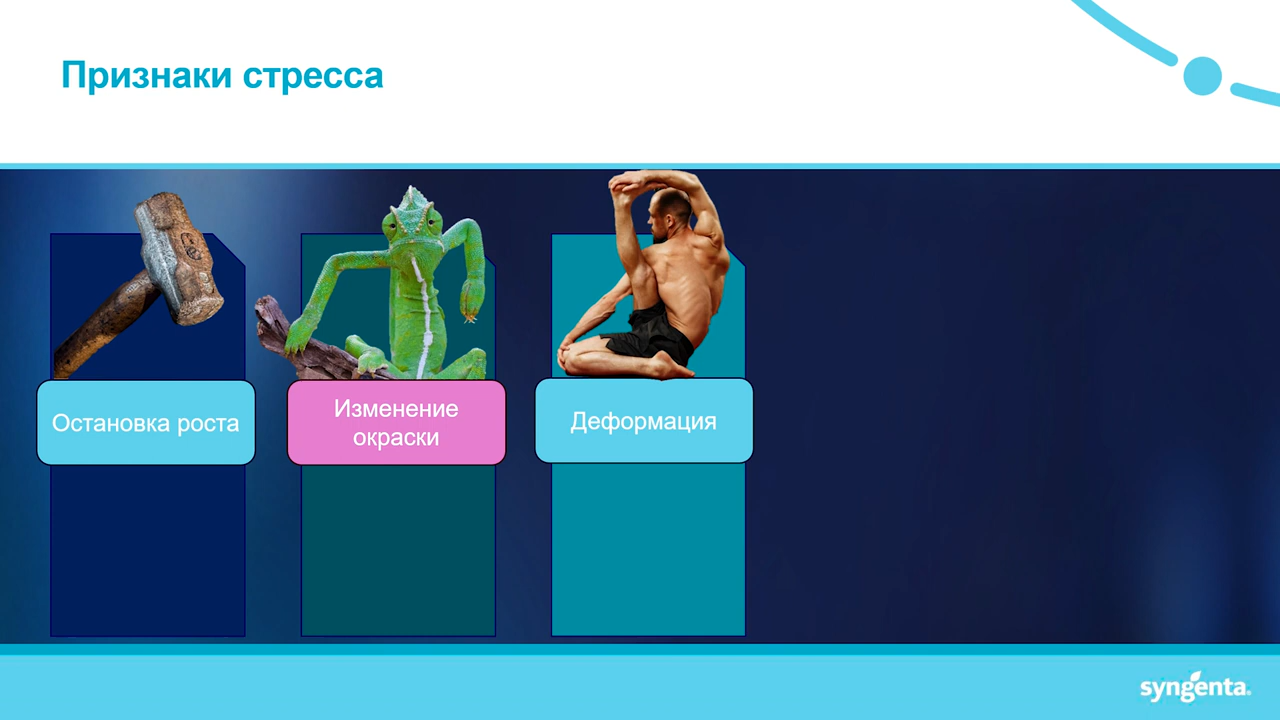 Признаки стресса
Остановка роста
Изменение
окраски
Деформация
syngenta.